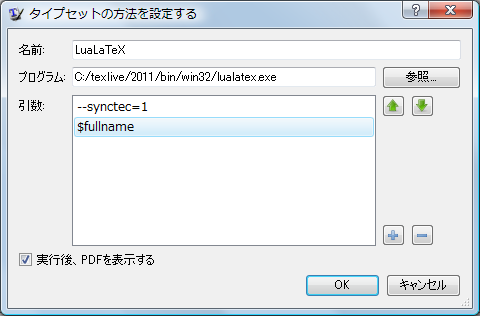 タイプセットの方法を設定する
名前:
LuaLaTeX
プログラム:
C:/texlive/2011/bin/win32/lualatex.exe
参照...
引数:
--synctec=1
$fullname
実行後、PDFを表示する
OK
キャンセル